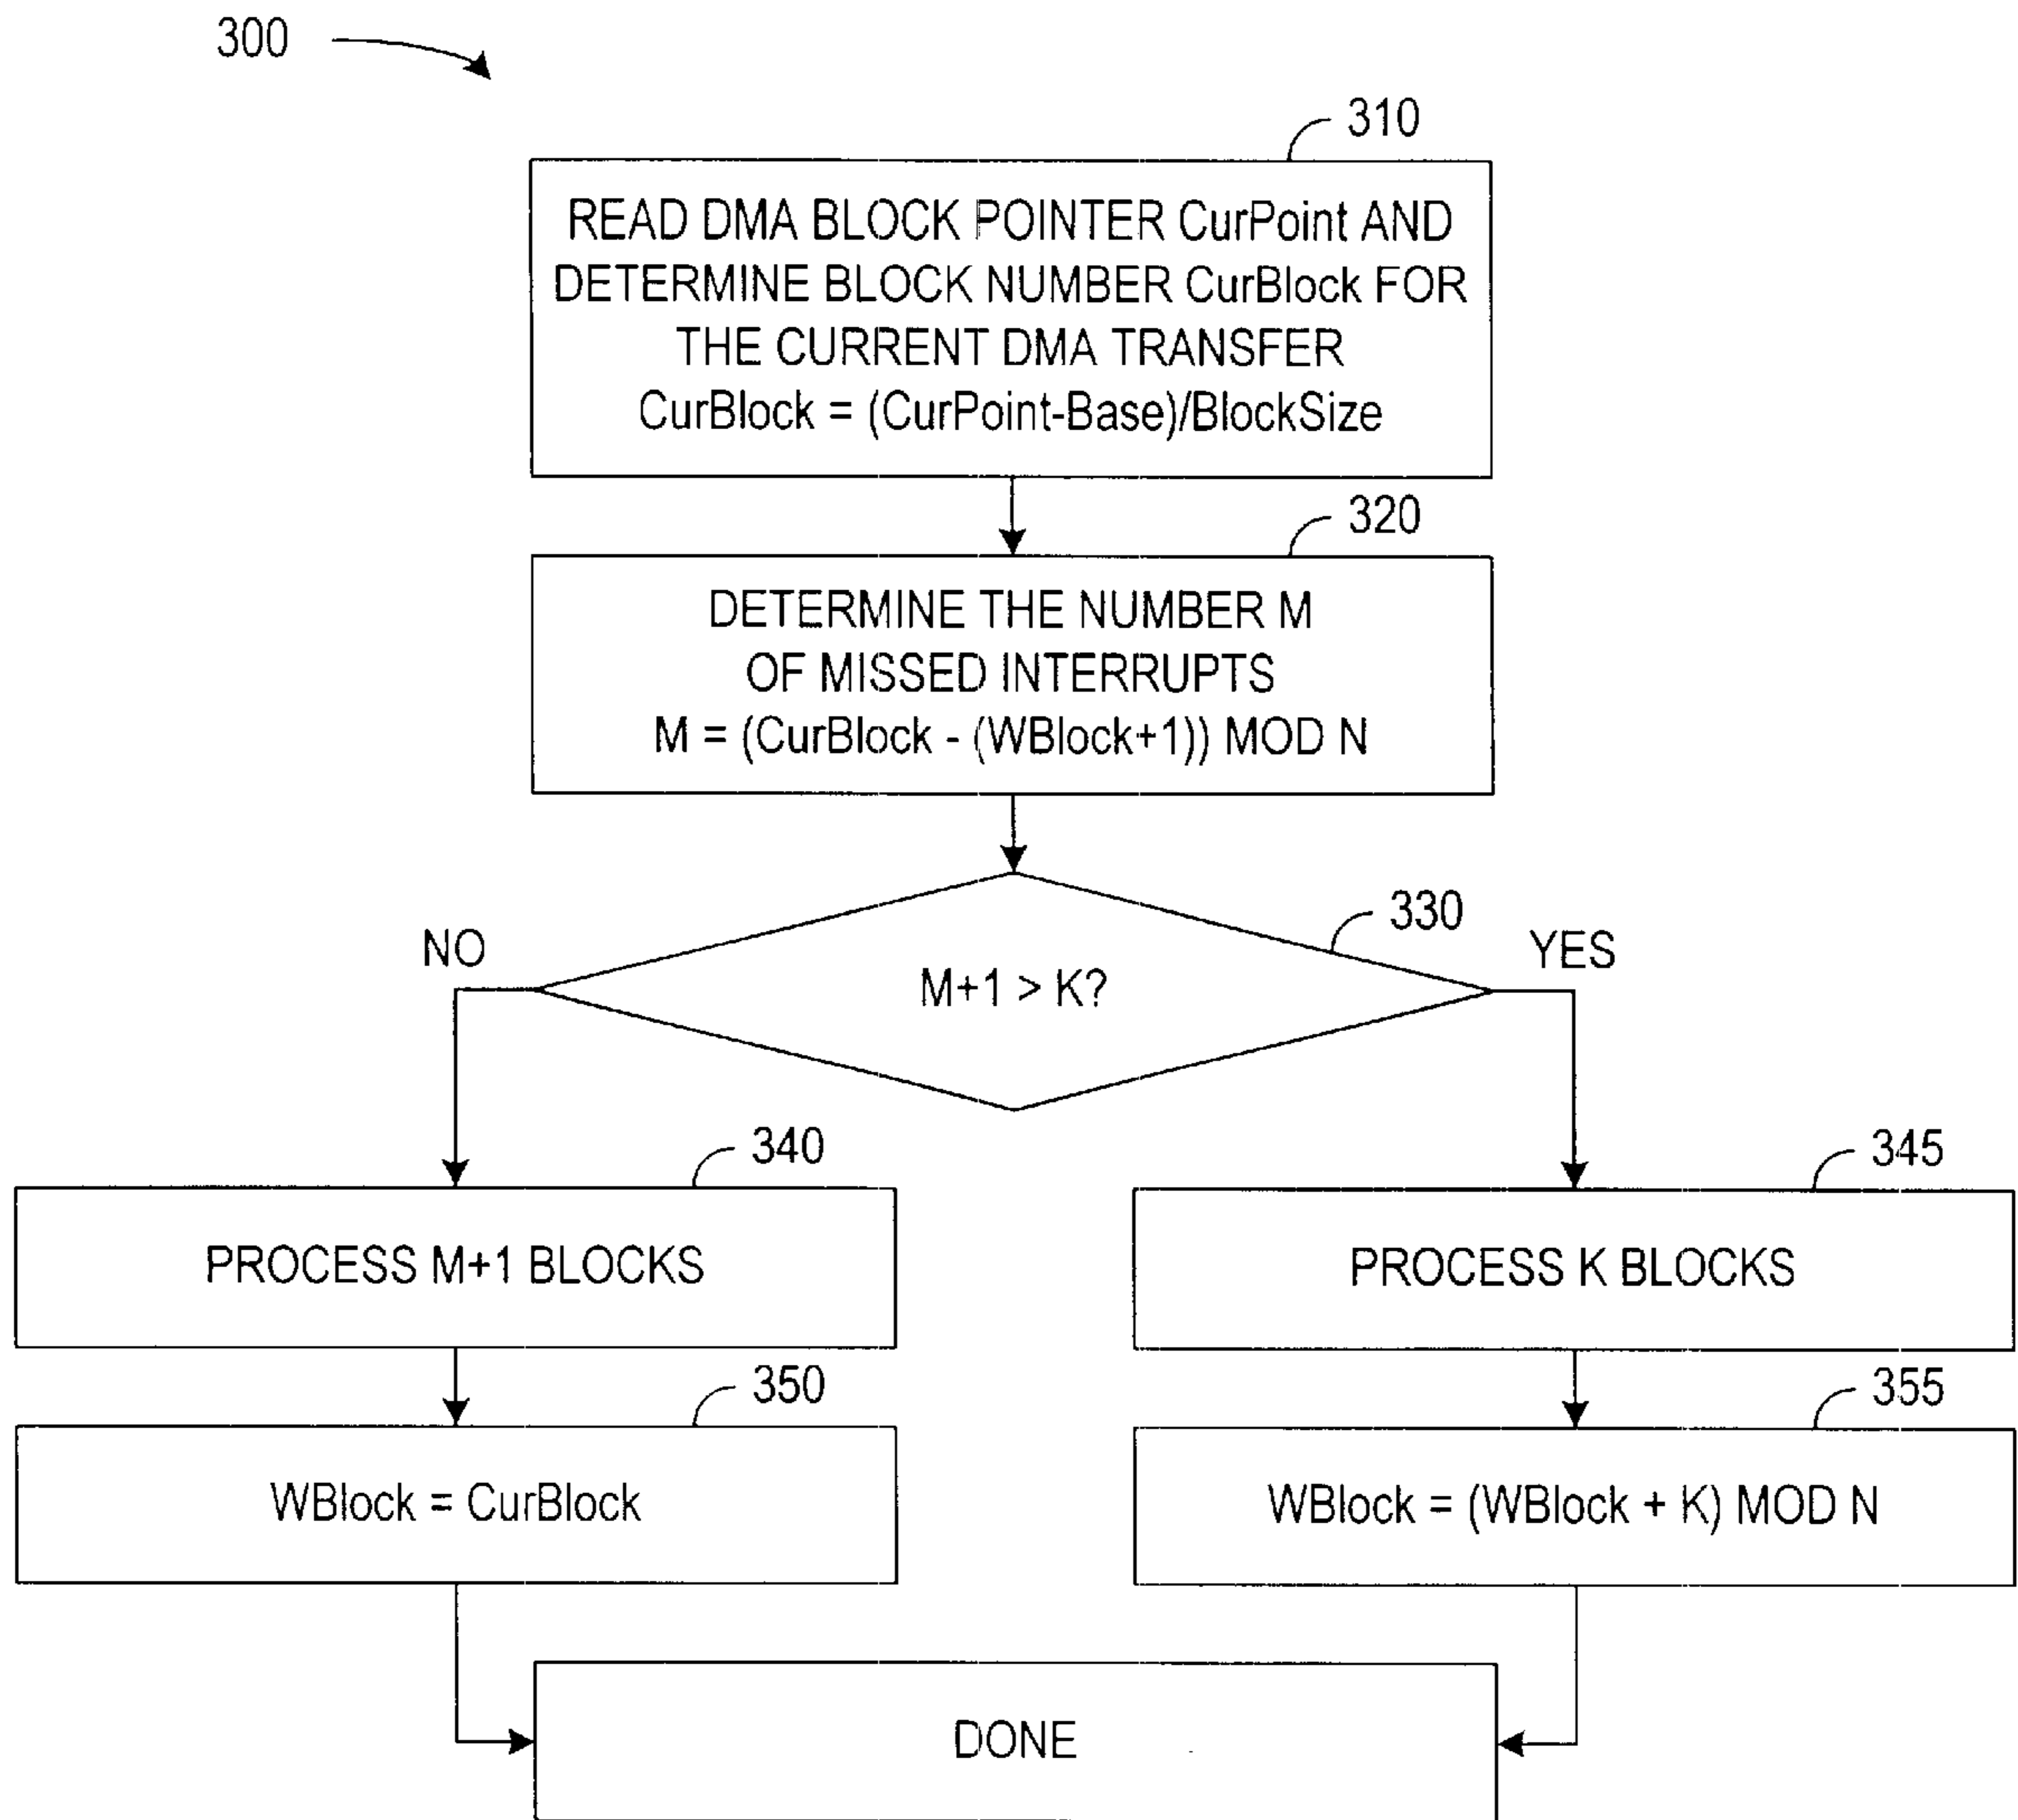 300
310
READ DMA BLOCK POINTER CurPoint AND
DETERMINE BLOCK NUMBER CurBlock FOR
THE CURRENT DMA TRANSFER
CurBlock = (CurPoint-Base)/BlockSize
320
DETERMINE THE NUMBER M
OF MISSED INTERRUPTS
M = (CurBlock - (WBlock+1)) MOD N
330
NO
YES
M+1 > K?
340
345
PROCESS M+1 BLOCKS
PROCESS K BLOCKS
350
355
WBlock = CurBlock
WBlock = (WBlock + K) MOD N
DONE